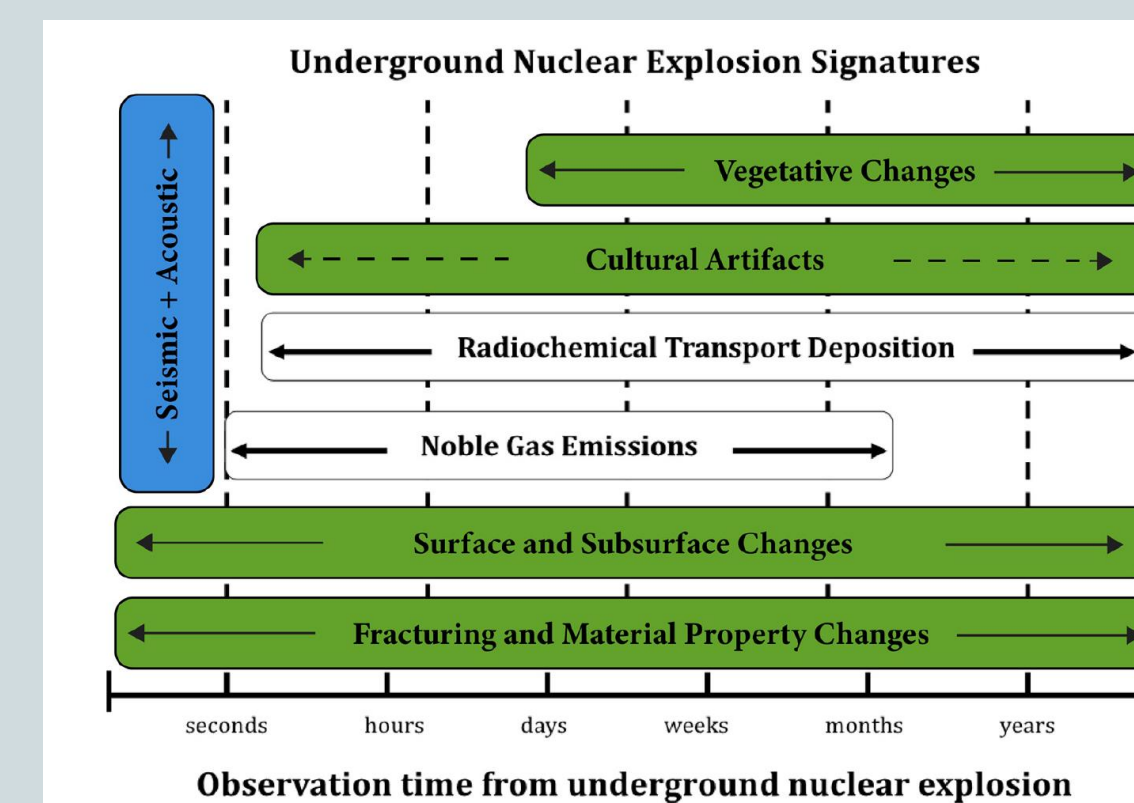 Underground Nuclear Explosion Signatures
Seismic + Acoustic
Vegetative Changes
Cultural Artifacts
Radiochemical Transport Deposition
Noble Gas Emissions
Surface and Subsurface Changes
Fracturing and Material Property Changes
seconds hours days weeks months years
Observation time from underground nuclear explosion